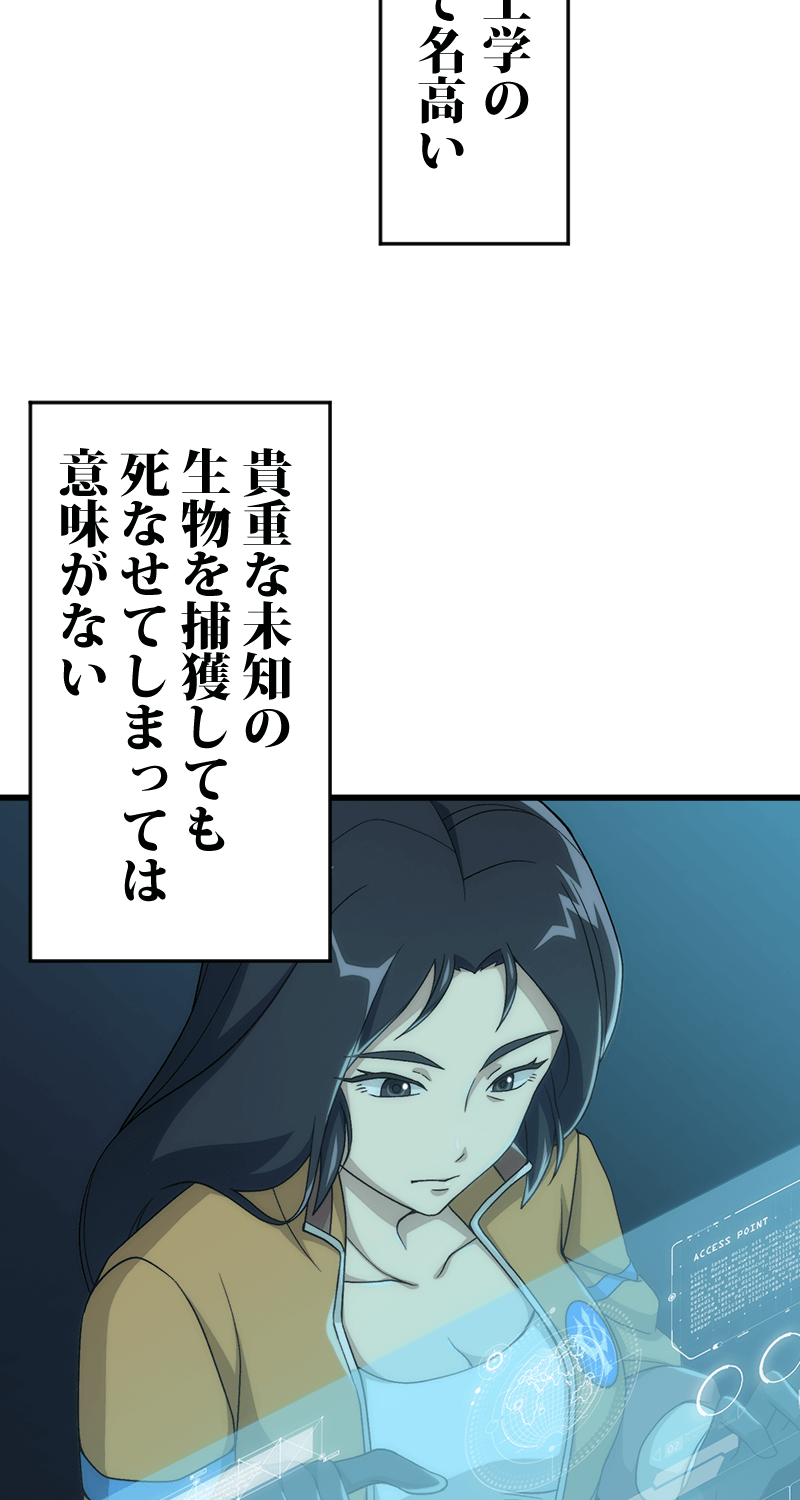 学の
て名高い
貴重な未知の
生物を捕獲しても
死なせてしまっては
意味がない
ACCESS POINT